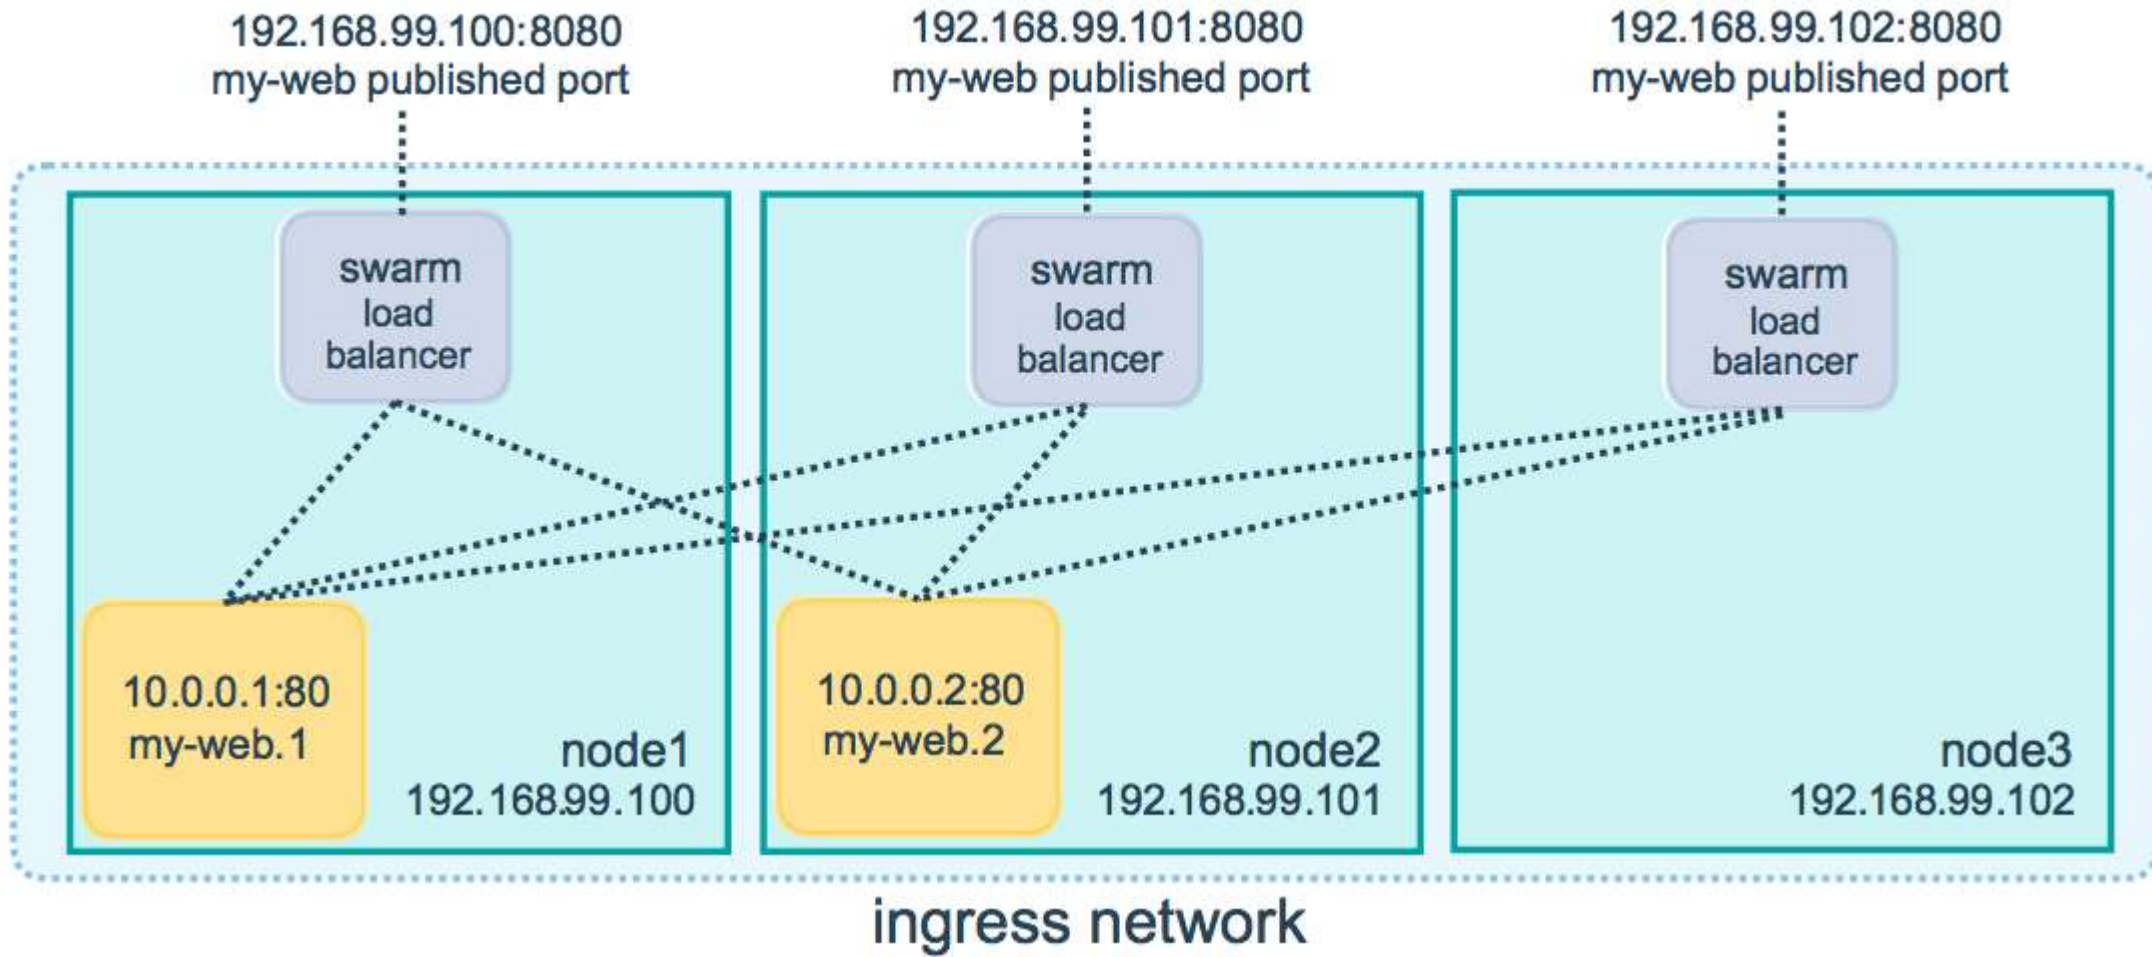 192.168.99.100:8080
my-web published port
192.168.99.101:8080
my-web published port
192.168.99.102:8080
my-web published port
swarm
load
balancer
swarm
load
balancer
swarm
load
balancer
10.0.0.1:80
my-web.1
node1
192.168.99.100
10.0.0.2:80
my-web.2
node2
192.168.99.101
node3
192.168.99.102
ingress network